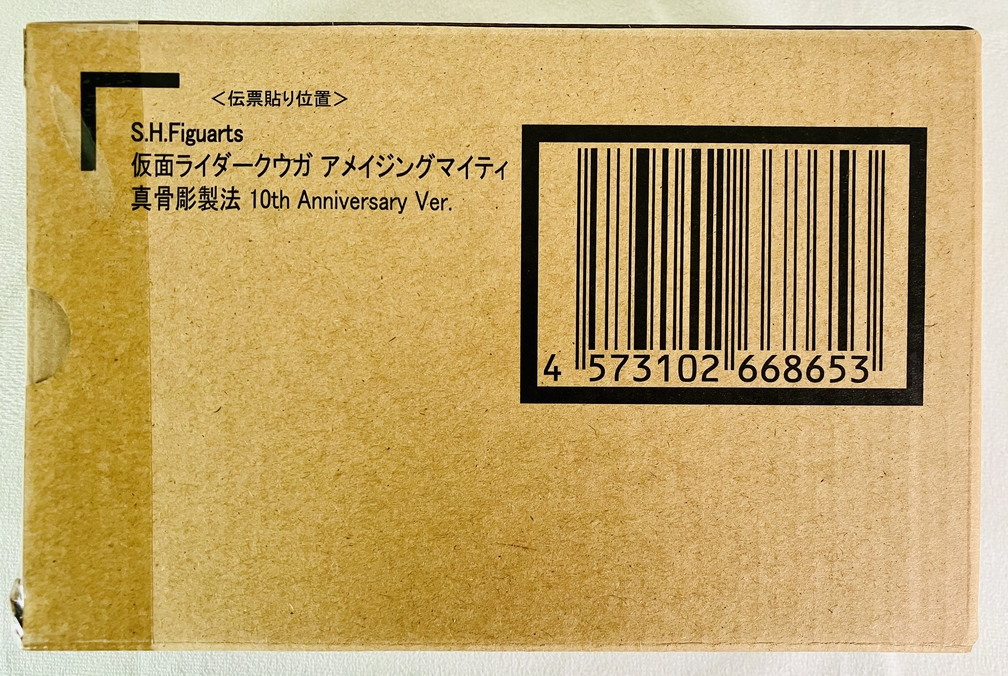 ＜伝票貼り位置＞
S.H.Figuarts
仮面ライダークウガ アメイジングマイティ
真骨彫製法 10th Anniversary Ver.
4 573102 668653